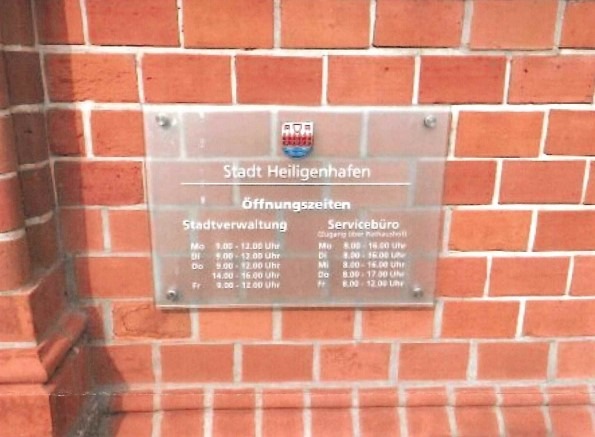 Stadt Heiligenhafen
Öffnungszeiten
Stadtverwaltung
Mo 9.00 - 12.00 Uhr
Di 9.00 - 12.00 Uhr
Do 9.00 - 12.00 Uhr
14.00 - 16.00 Uhr
Fr 9.00 - 12.00 Uhr
Servicebüro
(Zugang über Rathaushof)
Mo 8.00 - 16.00 Uhr
Di 8.00 - 16.00 Uhr
Mi 8.00 - 16.00 Uhr
Do 8.00 - 17.00 Uhr
Fr 8.00 - 12.00 Uhr